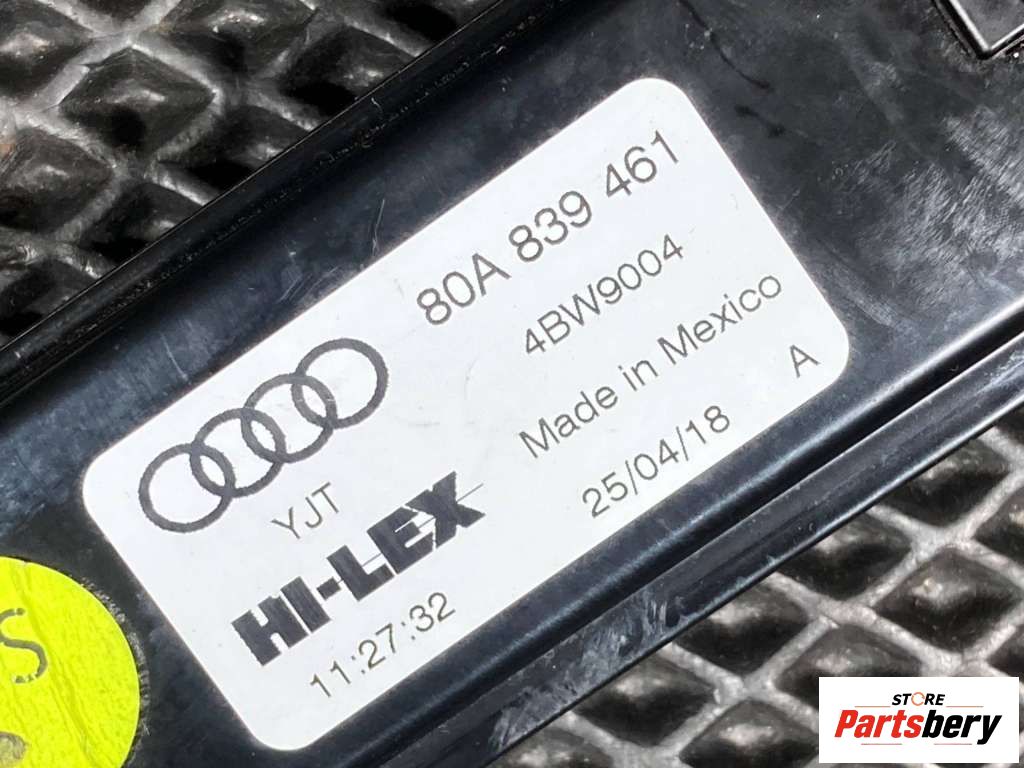 80A 839 461
4BW9004
Made in Mexico
YJT
25/04/18
A
HI-LEX
11:27:32
S
STORE
Partsbery